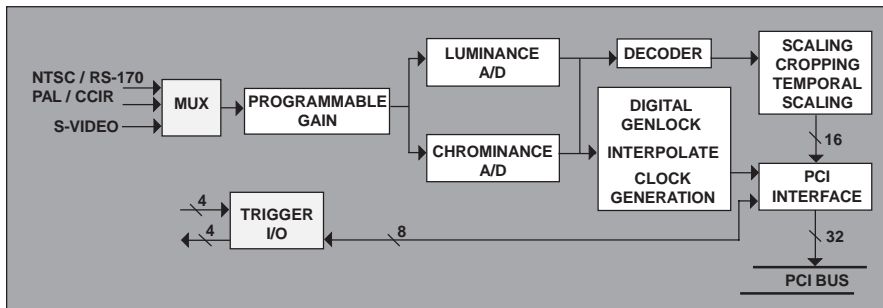 NTSC / RS-170
PAL / CCIR
S-VIDEO
MUX
PROGRAMMABLE
GAIN
LUMINANCE
A/D
CHROMINANCE
A/D
DECODER
DIGITAL
GENLOCK
INTERPOLATE
CLOCK
GENERATION
SCALING
CROPPING
TEMPORAL
SCALING
16
PCI
INTERFACE
4
4
TRIGGER
I/O
8
32
PCI BUS